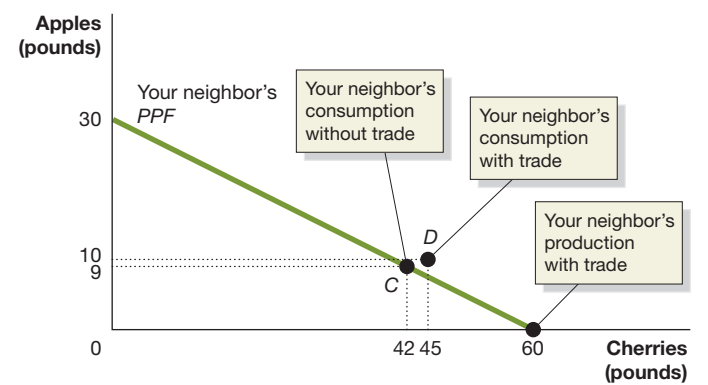 Apples
(pounds)
Your neighbor's
PPF
Your neighbor's
consumption
without trade
Your neighbor's
consumption
with trade
Your neighbor's
production
with trade
30
10
9
D
C
0
42 45
60
Cherries
(pounds)